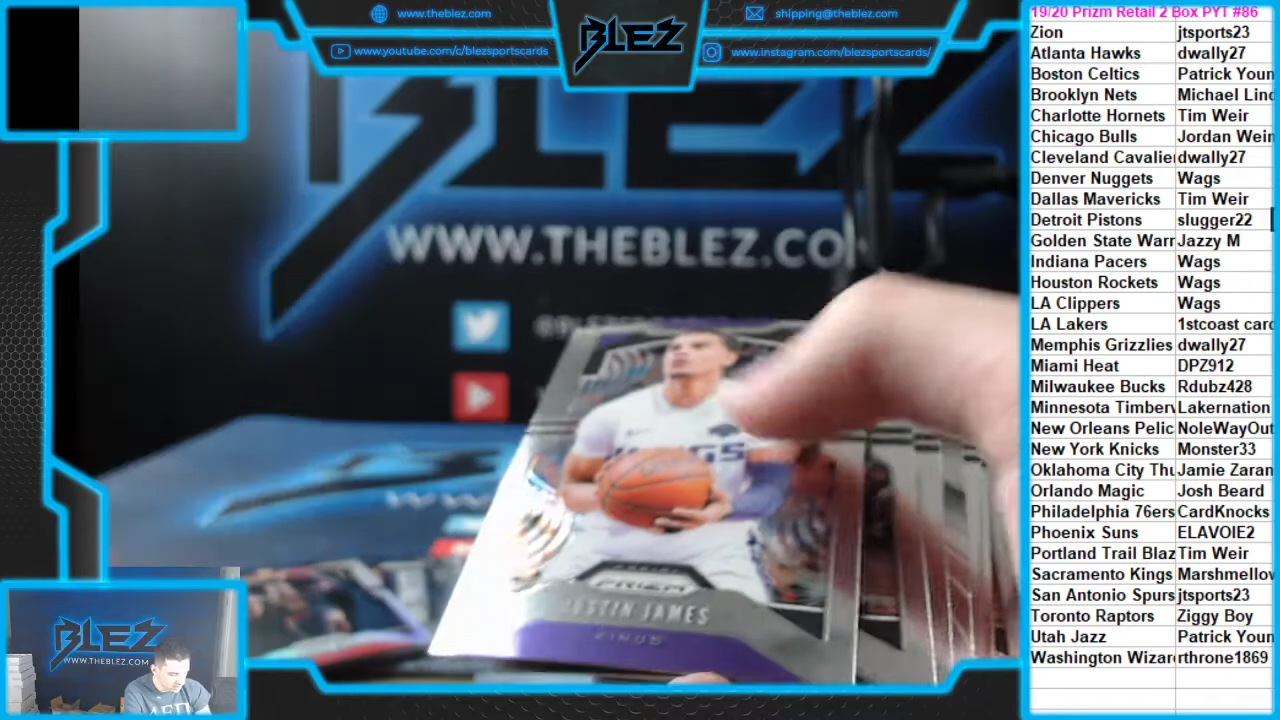 www.theblez.com
www.youtube.com/c/blezsportscards
BLEZ
shipping@theblez.com
www.instagram.com/blezsportscards/
BLEZ
WWW.THEBLEZ.CO
KINGS
PRIZM
JUSTIN JAMES
KINGS
BLEZ
WWW.THEBLEZ.COM
19/20 Prizm Retail 2 Box PYT #86
Zion jtsports23
Atlanta Hawks dwally27
Boston Celtics Patrick Youn
Brooklyn Nets Michael Linc
Charlotte Hornets Tim Weir
Chicago Bulls Jordan Wein
Cleveland Cavalier dwally27
Denver Nuggets Wags
Dallas Mavericks Tim Weir
Detroit Pistons slugger22
Golden State Warr Jazzy M
Indiana Pacers Wags
Houston Rockets Wags
LA Clippers Wags
LA Lakers 1stcoast card
Memphis Grizzlies dwally27
Miami Heat DPZ912
Milwaukee Bucks Rdubz428
Minnesota Timberv Lakernation
New Orleans Pelic NoleWayOut
New York Knicks Monster33
Oklahoma City Thu Jamie Zaran
Orlando Magic Josh Beard
Philadelphia 76ers CardKnocks
Phoenix Suns ELAVOIE2
Portland Trail Blaz Tim Weir
Sacramento Kings Marshmellow
San Antonio Spurs jtsports23
Toronto Raptors Ziggy Boy
Utah Jazz Patrick Youn
Washington Wizar rthrone1869